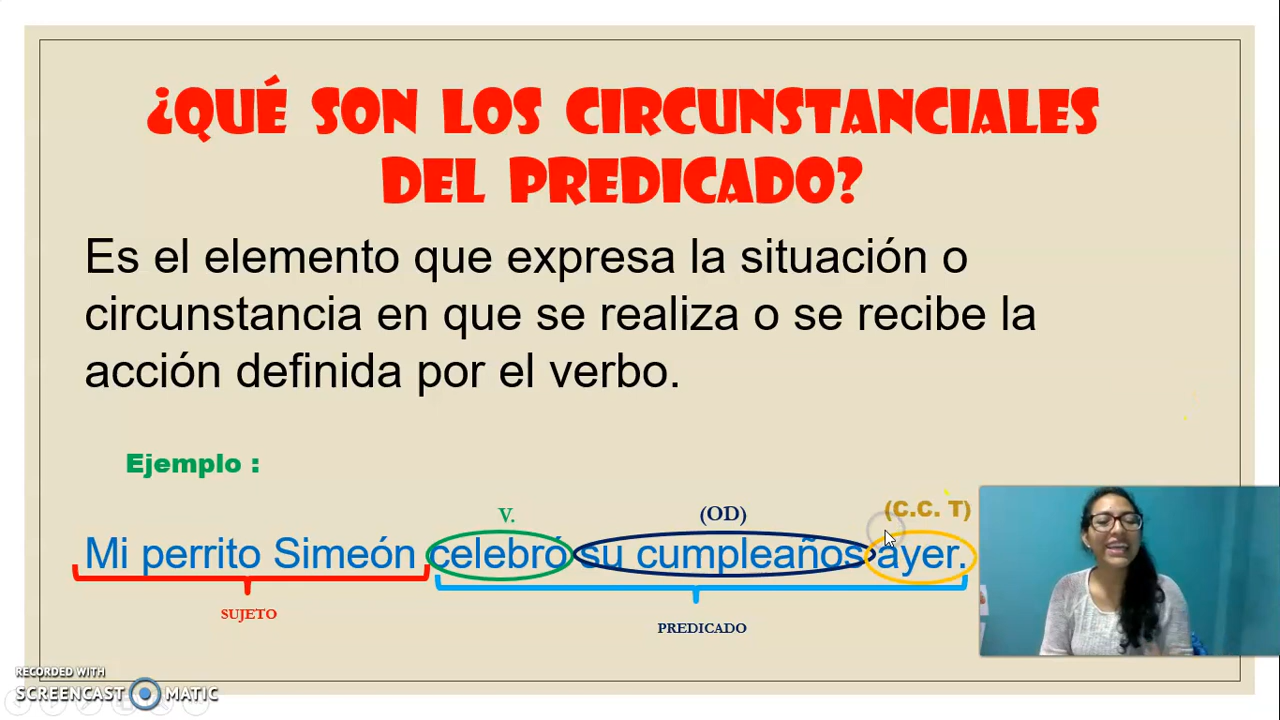 ¿QUÉ SON LOS CIRCUNSTANCIALES
DEL PREDICADO?
Es el elemento que expresa la situación o
circunstancia en que se realiza o se recibe la
acción definida por el verbo.
Ejemplo :
V. (OD) (C.C. T)
Mi perrito Simeón celebró su cumpleaños ayer.
SUJETO
PREDICADO
RECORDED WITH
SCREENCAST MATIC